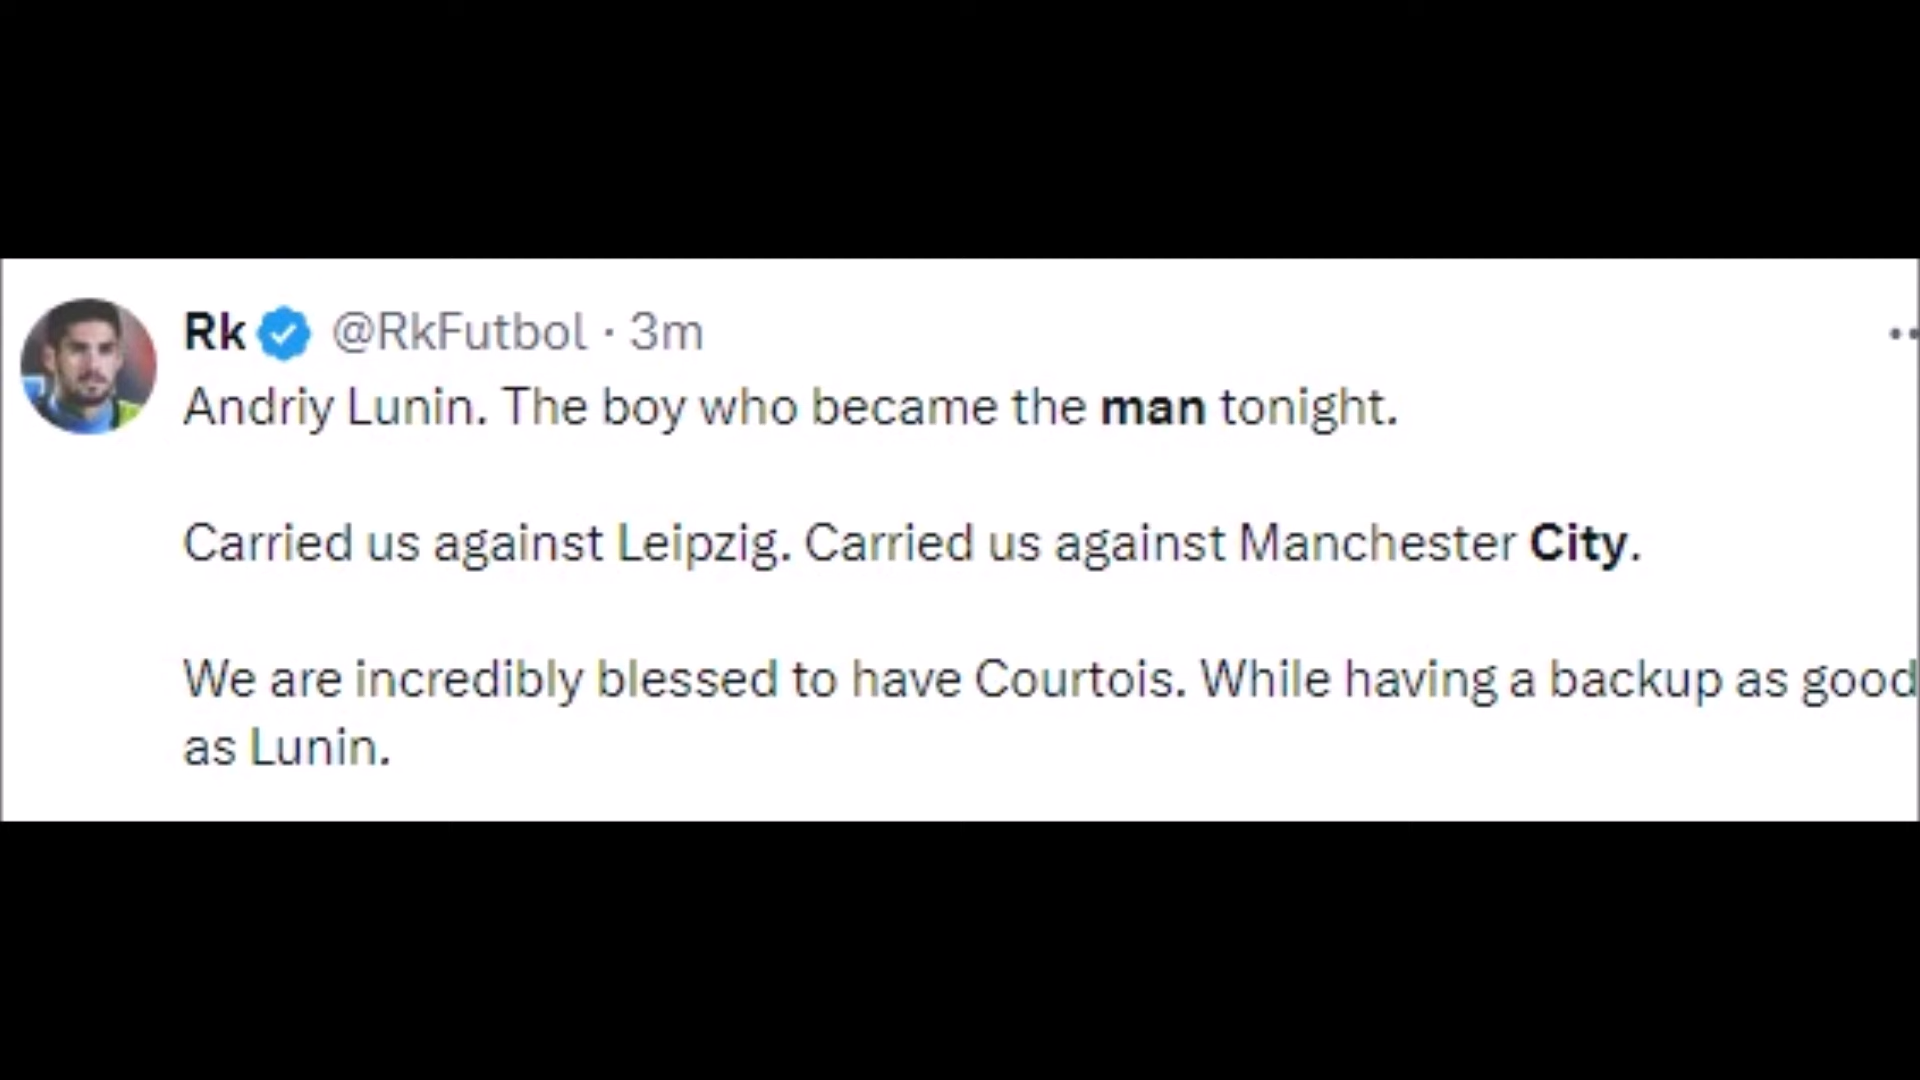 Rk @RkFutbol · 3m
Andriy Lunin. The boy who became the man tonight.
Carried us against Leipzig. Carried us against Manchester City.
We are incredibly blessed to have Courtois. While having a backup as good
as Lunin.